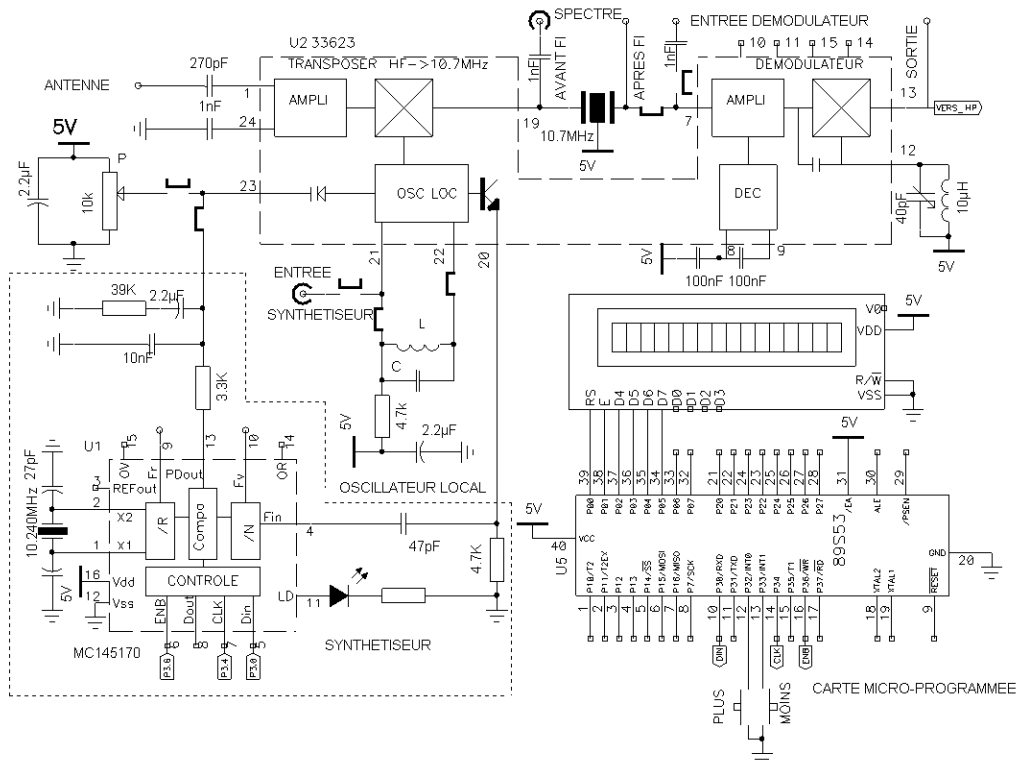 SPECTRE
ENTREE DEMODULATEUR
U2 33623
TRANSPOSER HF->10.7MHz
10 11 15 14
DEMODULATEUR
270pF
1nF
AVANT FI
APRES FI
1nF
SORTIE
ANTENNE
1
AMPLI
AMPLI
13
VERS_HP
1nF
24
19
10.7MHz
7
5V
12
5V
P
2.2µF
10k
23
OSC LOC
DEC
40pF
10µH
21
22
20
5V
8
9
100nF 100nF
5V
ENTREE
SYNTHETISEUR
39K
2.2µF
10nF
L
C
3.3K
4.7k
5V
2.2µF
OSCILLATEUR LOCAL
V0
VDD
5V
R/W
VSS
RS E D4 D5 D6 D7 D0 D1 D2 D3
U1
15
9
13
10
14
0V
Fr
PDout
Fv
OR
27pF
3
REFout
2
X2
/R
Compa
/N
Fin
4
47pF
10.240MHz
1
X1
CONTROLE
4.7K
5V
16
Vdd
12
Vss
ENB
Dout
CLK
Din
LD
11
6 8 7 5
P3.6
P3.4
P3.0
MC145170
SYNTHETISEUR
5V
39 38 37 36 35 34 33 32 21 22 23 24 25 26 27 28 31 30 29
P00 P01 P02 P03 P04 P05 P06 P07 P20 P21 P22 P23 P24 P25 P26 P27 /EA ALE /PSEN
5V
40
VCC
U5
89S53
GND
20
P10/T2 P11/T2EX P12 P13 P14/SS P15/MOSI P16/MISO P17/SCK P30/RXD P31/TXD P32/INT0 P33/INT1 P34 P35/T1 P36/WR P37/RD XTAL2 XTAL1 RESET
1 2 3 4 5 6 7 8 10 11 12 13 14 15 16 17 18 19 9
DIN
CLK
ENB
PLUS
MOINS
CARTE MICRO-PROGRAMMEE